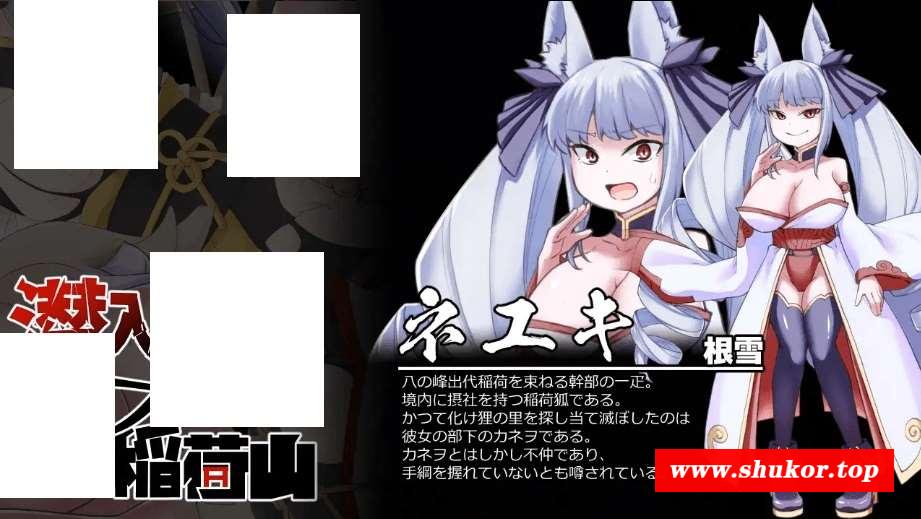 潜入
稲荷山
ネユキ
根雪
八の峰出代稲荷を束ねる幹部の一疋。
境内に摂社を持つ稲荷狐である。
かつて化け狸の里を探し当て滅ぼしたのは
彼女の部下のカネヲである。
カネヲとはしかし不仲であり、
手綱を握れていないとも噂されている
www.shukor.top